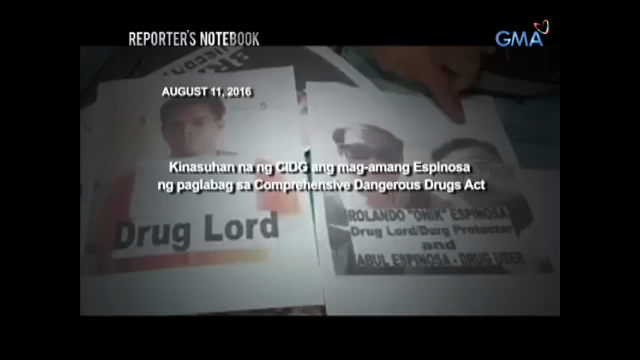 REPORTER'S NOTEBOOK
GMA
AUGUST 11, 2016
Kinasuhan na ng CIDG ang mag-amang Espinosa
ng paglabag sa Comprehensive Dangerous Drugs Act
Drug Lord
ROLANDO "ONIK" ESPINOSA
Drug Lord/Durg Protector
and
ESPINOSA - DRUG USER